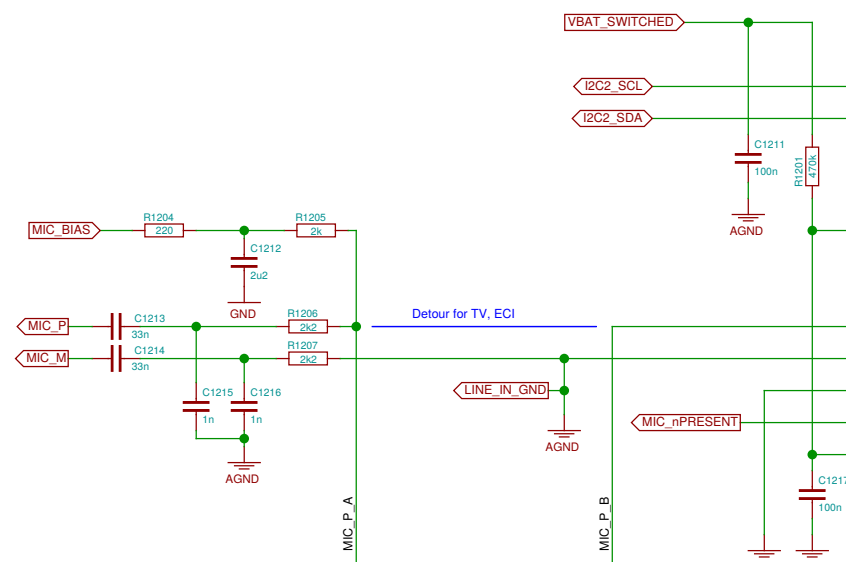 VBAT_SWITCHED
I2C2_SCL
I2C2_SDA
C1211
100n
R1201
470k
AGND
MIC_BIAS
R1204
220
R1205
2k
C1212
2u2
GND
MIC_P
C1213
33n
R1206
2k2
Detour for TV, ECI
MIC_M
C1214
33n
R1207
2k2
C1215
1n
C1216
1n
AGND
LINE_IN_GND
AGND
MIC_nPRESENT
MIC_P_A
MIC_P_B
C1217
100n